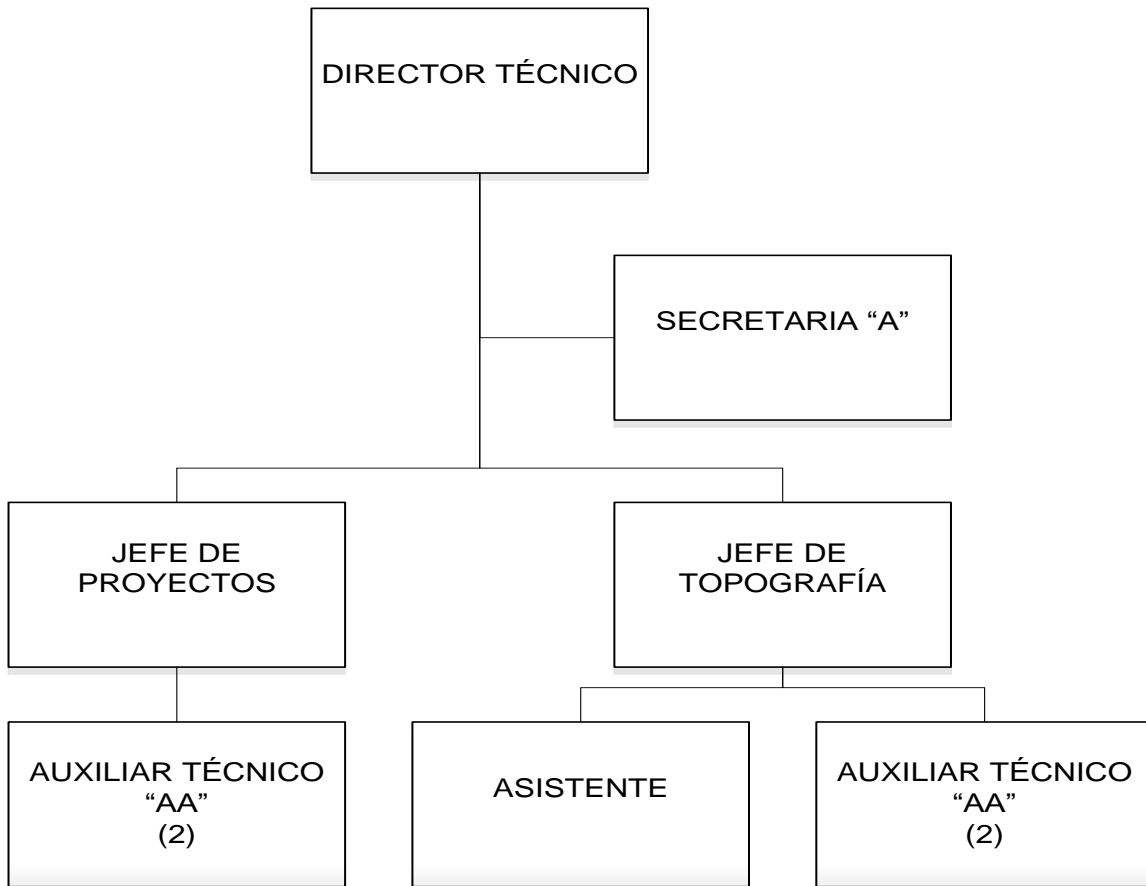 DIRECTOR TÉCNICO
SECRETARIA “A”
JEFE DE
PROYECTOS
JEFE DE
TOPOGRAFÍA
AUXILIAR TÉCNICO
“AA”
(2)
ASISTENTE
AUXILIAR TÉCNICO
“AA”
(2)